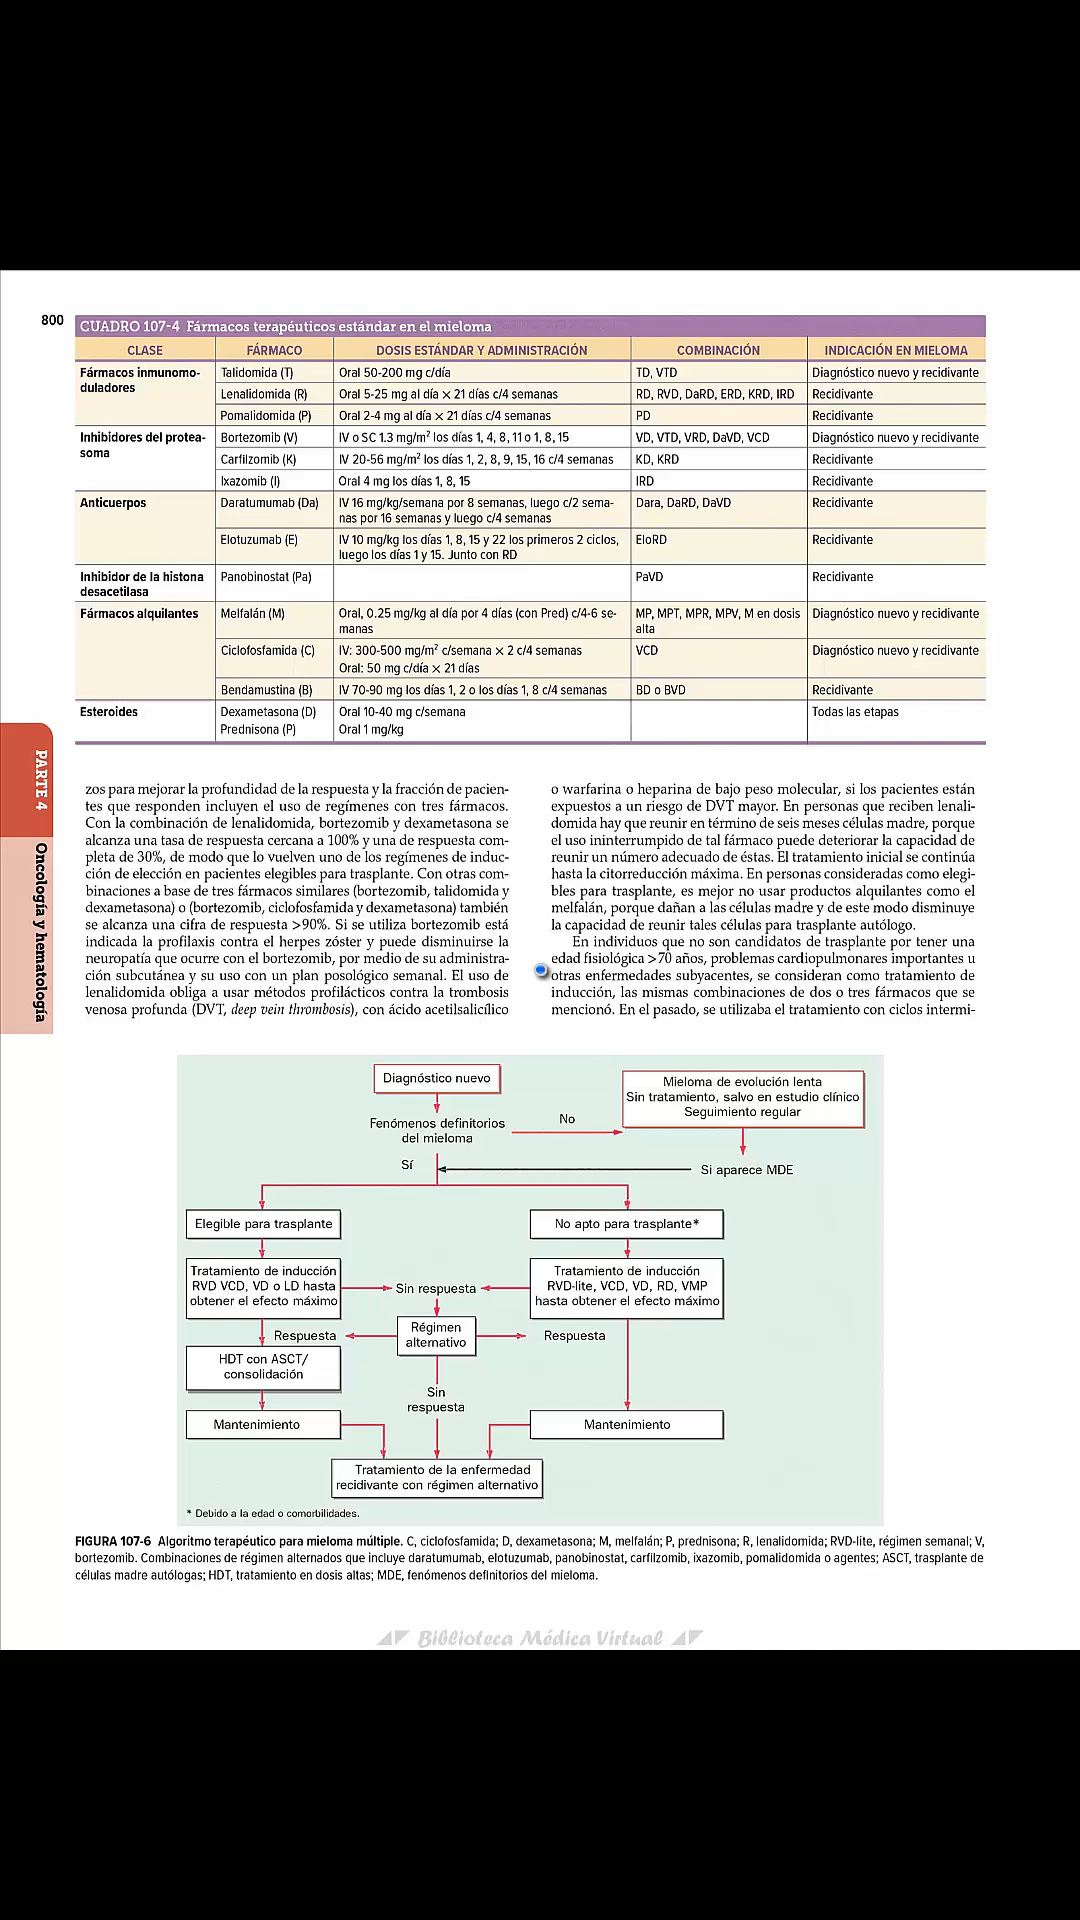 800
CUADRO 107-4 Fármacos terapéuticos estándar en el mieloma
CLASE FÁRMACO DOSIS ESTÁNDAR Y ADMINISTRACIÓN COMBINACIÓN INDICACIÓN EN MIELOMA
Fármacos inmunomo-
duladores
Talidomida (T) Oral 50-200 mg c/día TD, VTD Diagnóstico nuevo y recidivante
Lenalidomida (R) Oral 5-25 mg al día × 21 días c/4 semanas RD, RVD, DaRD, ERD, KRD, IRD Recidivante
Pomalidomida (P) Oral 2-4 mg al día × 21 días c/4 semanas PD Recidivante
Inhibidores del protea-
soma
Bortezomib (V) IV o SC 1.3 mg/m² los días 1, 4, 8, 11 o 1, 8, 15 VD, VTD, VRD, DaVD, VCD Diagnóstico nuevo y recidivante
Carfilzomib (K) IV 20-56 mg/m² los días 1, 2, 8, 9, 15, 16 c/4 semanas KD, KRD Recidivante
Ixazomib (I) Oral 4 mg los días 1, 8, 15 IRD Recidivante
Anticuerpos Daratumumab (Da) IV 16 mg/kg/semana por 8 semanas, luego c/2 sema-
nas por 16 semanas y luego c/4 semanas
Dara, DaRD, DaVD Recidivante
Elotuzumab (E) IV 10 mg/kg los días 1, 8, 15 y 22 los primeros 2 ciclos,
luego los días 1 y 15. Junto con RD
EloRD Recidivante
Inhibidor de la histona
desacetilasa
Panobinostat (Pa) PaVD Recidivante
Fármacos alquilantes Melfalán (M) Oral, 0.25 mg/kg al día por 4 días (con Pred) c/4-6 se-
manas
MP, MPT, MPR, MPV, M en dosis
alta
Diagnóstico nuevo y recidivante
Ciclofosfamida (C) IV: 300-500 mg/m² c/semana × 2 c/4 semanas
Oral: 50 mg c/día × 21 días
VCD Diagnóstico nuevo y recidivante
Bendamustina (B) IV 70-90 mg los días 1, 2 o los días 1, 8 c/4 semanas BD o BVD Recidivante
Esteroides Dexametasona (D) Oral 10-40 mg c/semana Todas las etapas
Prednisona (P) Oral 1 mg/kg
PARTE 4
Oncología y hematología
zos para mejorar la profundidad de la respuesta y la fracción de pacien-
tes que responden incluyen el uso de regímenes con tres fármacos.
Con la combinación de lenalidomida, bortezomib y dexametasona se
alcanza una tasa de respuesta cercana a 100% y una de respuesta com-
pleta de 30%, de modo que lo vuelven uno de los regímenes de induc-
ción de elección en pacientes elegibles para trasplante. Con otras com-
binaciones a base de tres fármacos similares (bortezomib, talidomida y
dexametasona) o (bortezomib, ciclofosfamida y dexametasona) también
se alcanza una cifra de respuesta >90%. Si se utiliza bortezomib está
indicada la profilaxis contra el herpes zóster y puede disminuirse la
neuropatía que ocurre con el bortezomib, por medio de su administra-
ción subcutánea y su uso con un plan posológico semanal. El uso de
lenalidomida obliga a usar métodos profilácticos contra la trombosis
venosa profunda (DVT, deep vein thrombosis), con ácido acetilsalicílico
o warfarina o heparina de bajo peso molecular, si los pacientes están
expuestos a un riesgo de DVT mayor. En personas que reciben lenali-
domida hay que reunir en término de seis meses células madre, porque
el uso ininterrumpido de tal fármaco puede deteriorar la capacidad de
reunir un número adecuado de éstas. El tratamiento inicial se continúa
hasta la citorreducción máxima. En personas consideradas como elegi-
bles para trasplante, es mejor no usar productos alquilantes como el
melfalán, porque dañan a las células madre y de este modo disminuye
la capacidad de reunir tales células para trasplante autólogo.
En individuos que no son candidatos de trasplante por tener una
edad fisiológica >70 años, problemas cardiopulmonares importantes u
otras enfermedades subyacentes, se consideran como tratamiento de
inducción, las mismas combinaciones de dos o tres fármacos que se
mencionó. En el pasado, se utilizaba el tratamiento con ciclos intermi-
Diagnóstico nuevo
Mieloma de evolución lenta
Sin tratamiento, salvo en estudio clínico
Seguimiento regular
Fenómenos definitorios
del mieloma
No
Sí
Si aparece MDE
Elegible para trasplante
No apto para trasplante*
Tratamiento de inducción
RVD VCD, VD o LD hasta
obtener el efecto máximo
Sin respuesta
Tratamiento de inducción
RVD-lite, VCD, VD, RD, VMP
hasta obtener el efecto máximo
Respuesta
Régimen
alternativo
Respuesta
HDT con ASCT/
consolidación
Sin
respuesta
Mantenimiento
Mantenimiento
Tratamiento de la enfermedad
recidivante con régimen alternativo
* Debido a la edad o comorbilidades.
FIGURA 107-6 Algoritmo terapéutico para mieloma múltiple. C, ciclofosfamida; D, dexametasona; M, melfalán; P, prednisona; R, lenalidomida; RVD-lite, régimen semanal; V,
bortezomib. Combinaciones de régimen alternados que incluye daratumumab, elotuzumab, panobinostat, carfilzomib, ixazomib, pomalidomida o agentes; ASCT, trasplante de
células madre autólogas; HDT, tratamiento en dosis altas; MDE, fenómenos definitorios del mieloma.
Biblioteca Médica Virtual